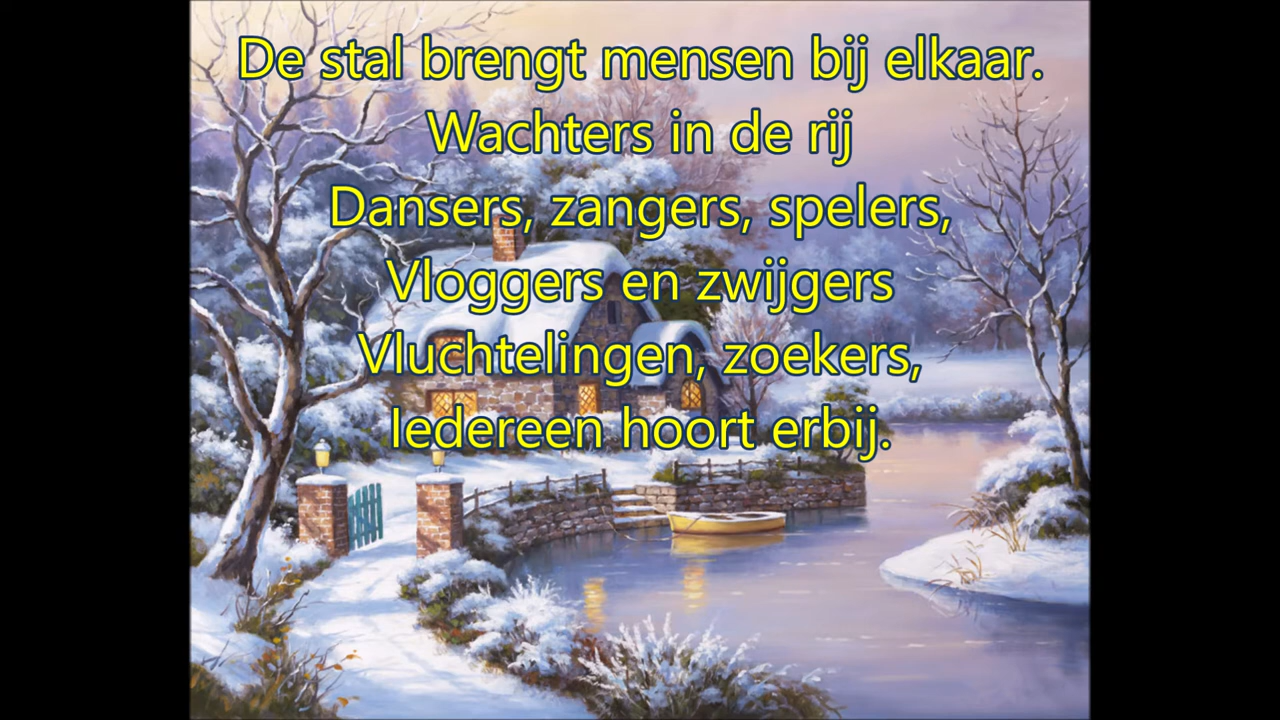 De stal brengt mensen bij elkaar.
Wachters in de rij
Dansers, zangers, spelers,
Vloggers en zwijgers
Vluchtelingen, zoekers,
Iedereen hoort erbij.